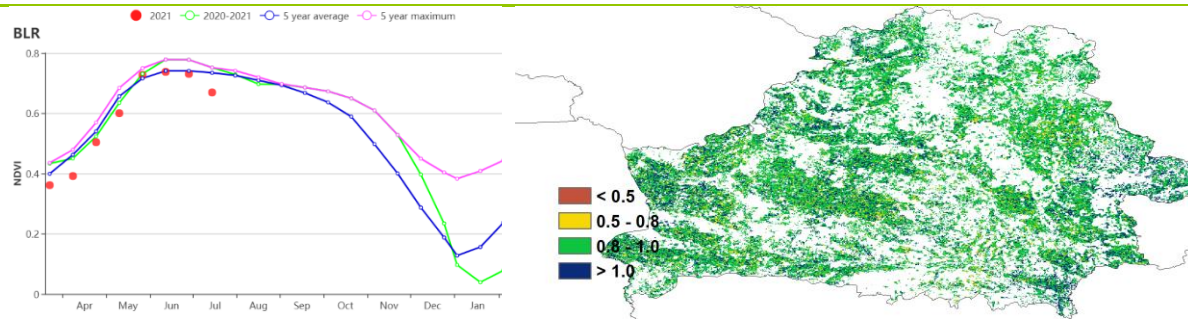 2021 2020-2021 5 year average 5 year maximum
BLR
0.8
0.6
0.4
0.2
0
NDVI
Apr May Jun Jul Aug Sep Oct Nov Dec Jan
< 0.5
0.5 - 0.8
0.8 - 1.0
> 1.0